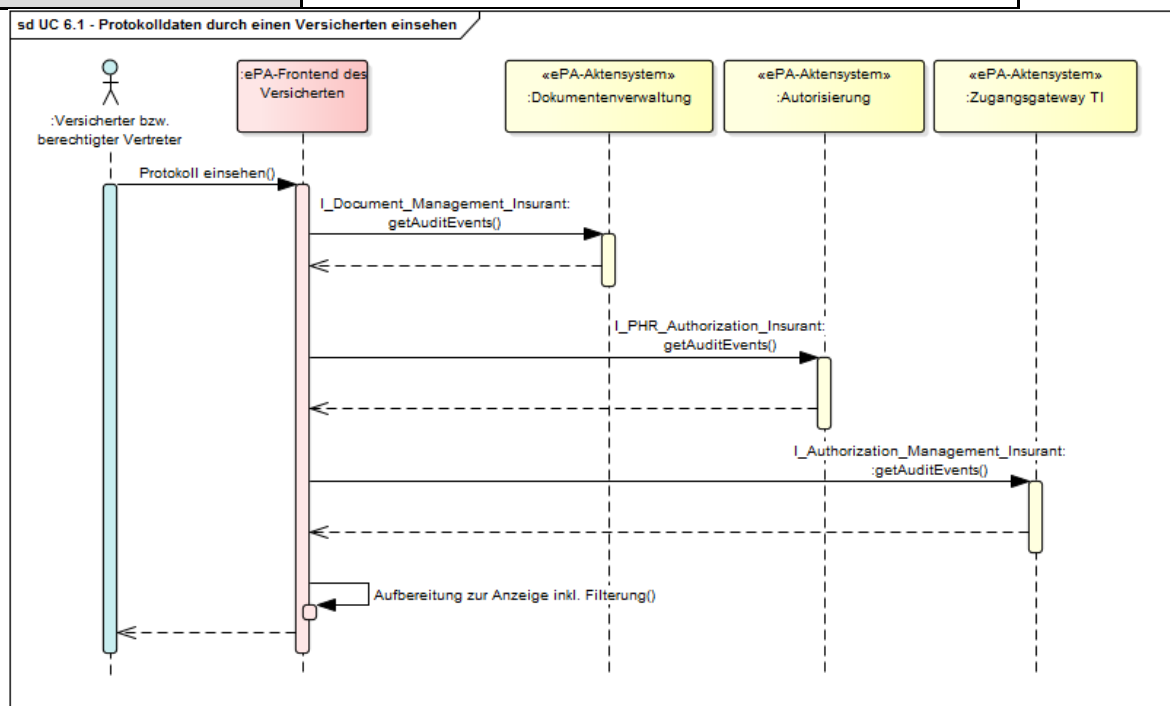 sd UC 6.1 - Protokolldaten durch einen Versicherten einsehen
:Versicherter bzw.
berechtigter Vertreter
:ePA-Frontend des
Versicherten
«ePA-Aktensystem»
:Dokumentenverwaltung
«ePA-Aktensystem»
:Autorisierung
«ePA-Aktensystem»
:Zugangsgateway TI
Protokoll einsehen()
I_Document_Management_Insurant:
getAuditEvents()
I_PHR_Authorization_Insurant:
getAuditEvents()
I_Authorization_Management_Insurant:
:getAuditEvents()
Aufbereitung zur Anzeige inkl. Filterung()